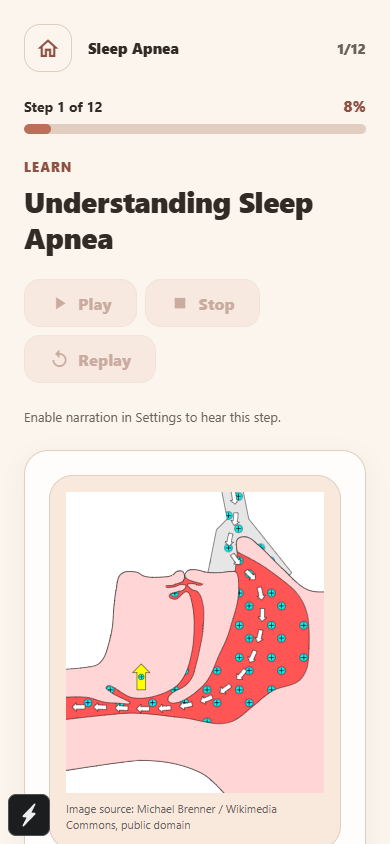 Sleep Apnea
1/12
Step 1 of 12
8%
LEARN
Understanding Sleep
Apnea
Play
Stop
Replay
Enable narration in Settings to hear this step.
Image source: Michael Brenner / Wikimedia
Commons, public domain